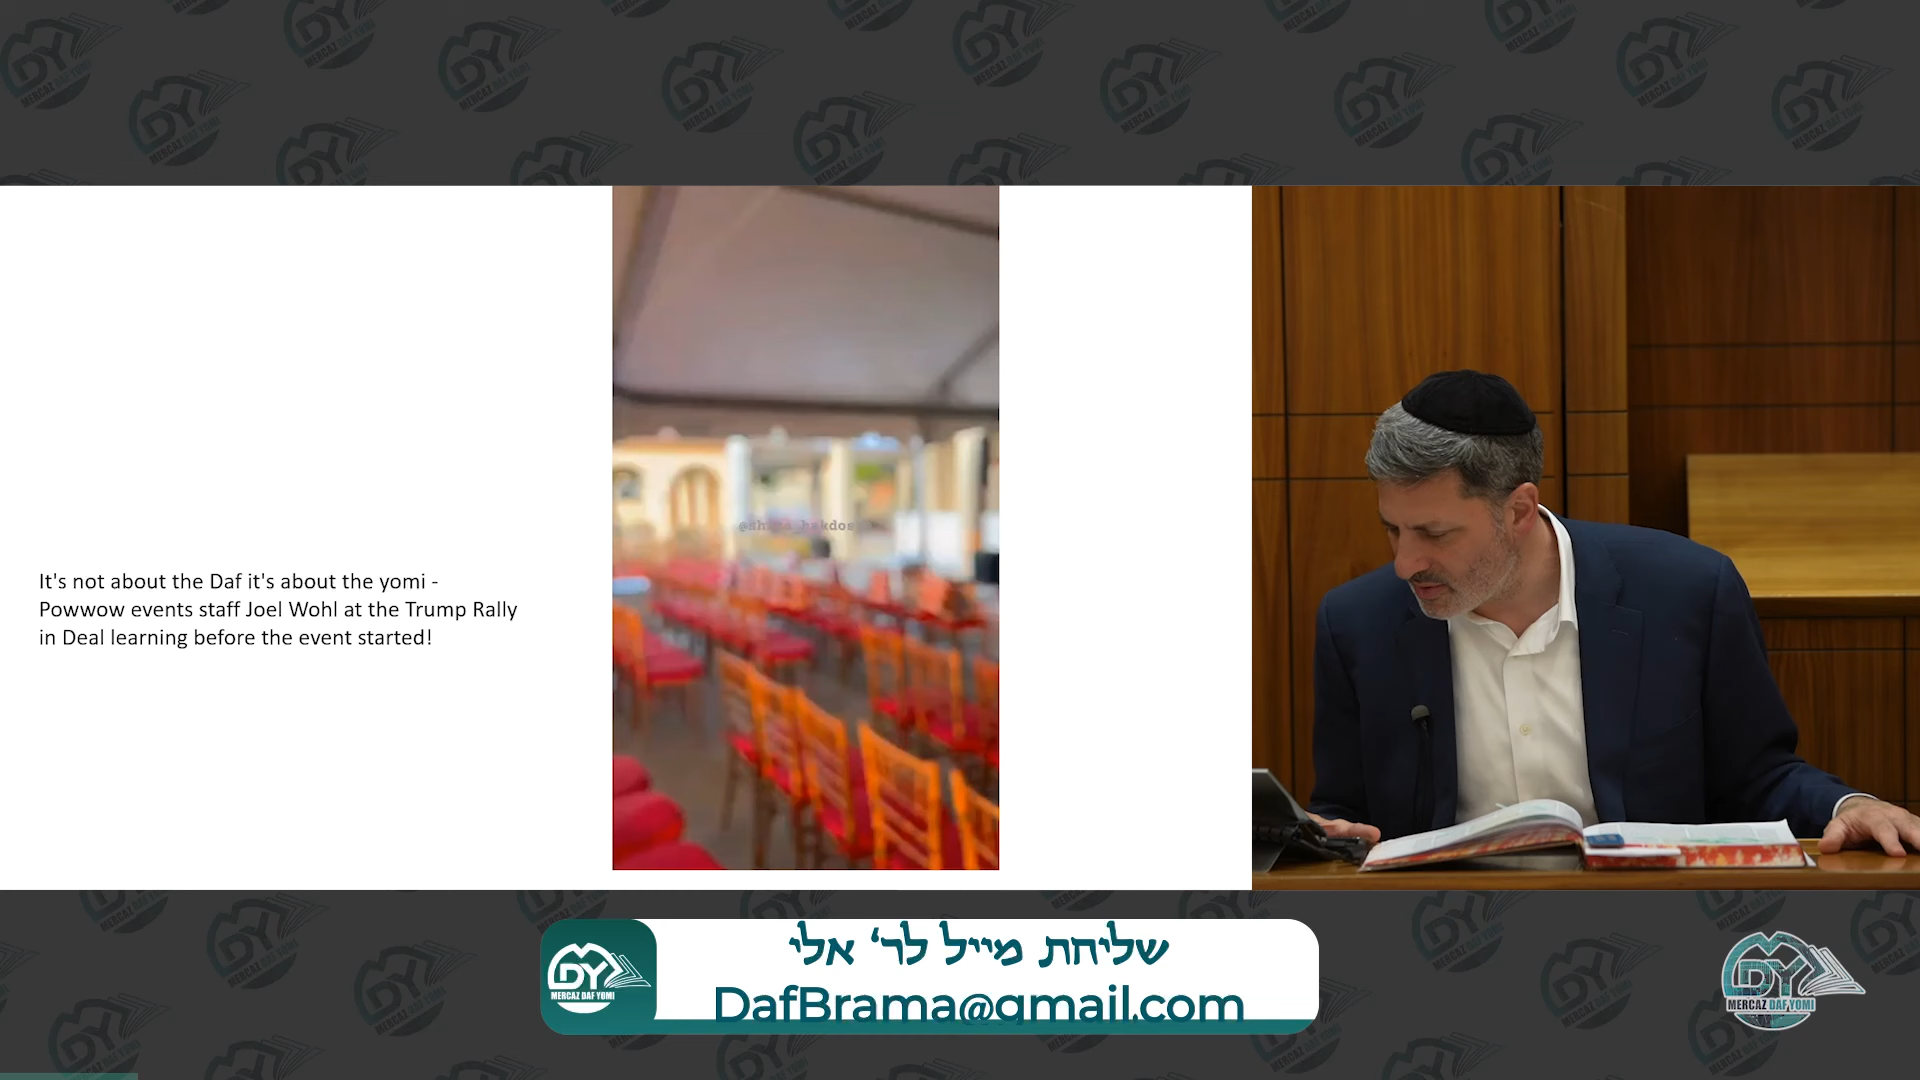 It's not about the Daf it's about the yomi -
Powwow events staff Joel Wohl at the Trump Rally
in Deal learning before the event started!
שליחת מייל לר' אלי
DafBrama@gmail.com
DY
MERCAZ DAF YOMI
DY
MERCAZ DAF YOMI